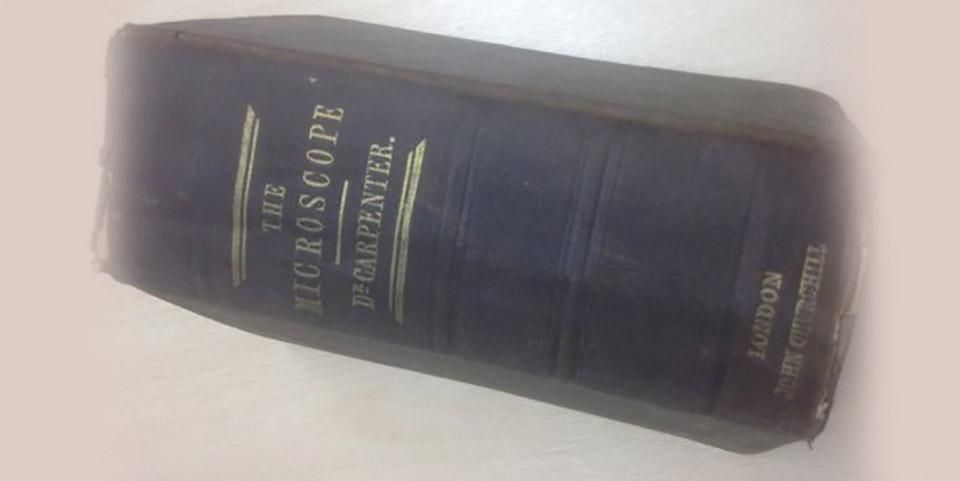 THE
MICROSCOPE
Dᴿ CARPENTER.
LONDON
JOHN CHURCHILL